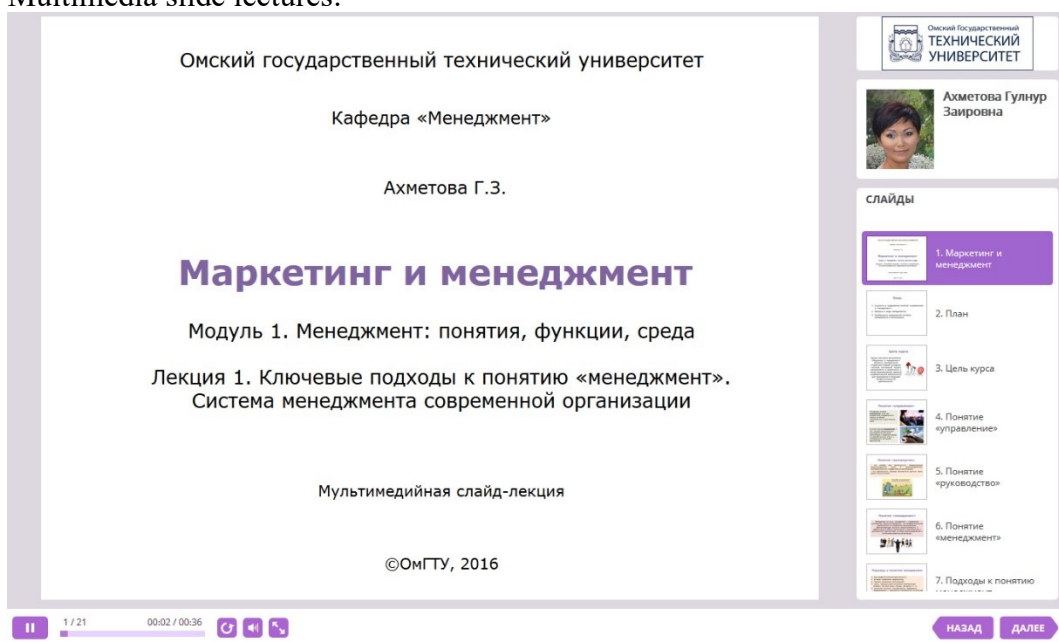 Multimedia slide lectures:
Омский государственный технический университет
Кафедра «Менеджмент»
Ахметова Г.З.
Маркетинг и менеджмент
Модуль 1. Менеджмент: понятия, функции, среда
Лекция 1. Ключевые подходы к понятию «менеджмент».
Система менеджмента современной организации
Мультимедийная слайд-лекция
©ОмГТУ, 2016
Омский Государственный
ТЕХНИЧЕСКИЙ
УНИВЕРСИТЕТ
Ахметова Гулнур
Заировна
СЛАЙДЫ
1. Маркетинг и
менеджмент
2. План
3. Цель курса
4. Понятие
«управление»
5. Понятие
«руководство»
6. Понятие
«менеджмент»
7. Подходы к понятию
1 / 21
00:02 / 00:36
НАЗАД
ДАЛЕЕ